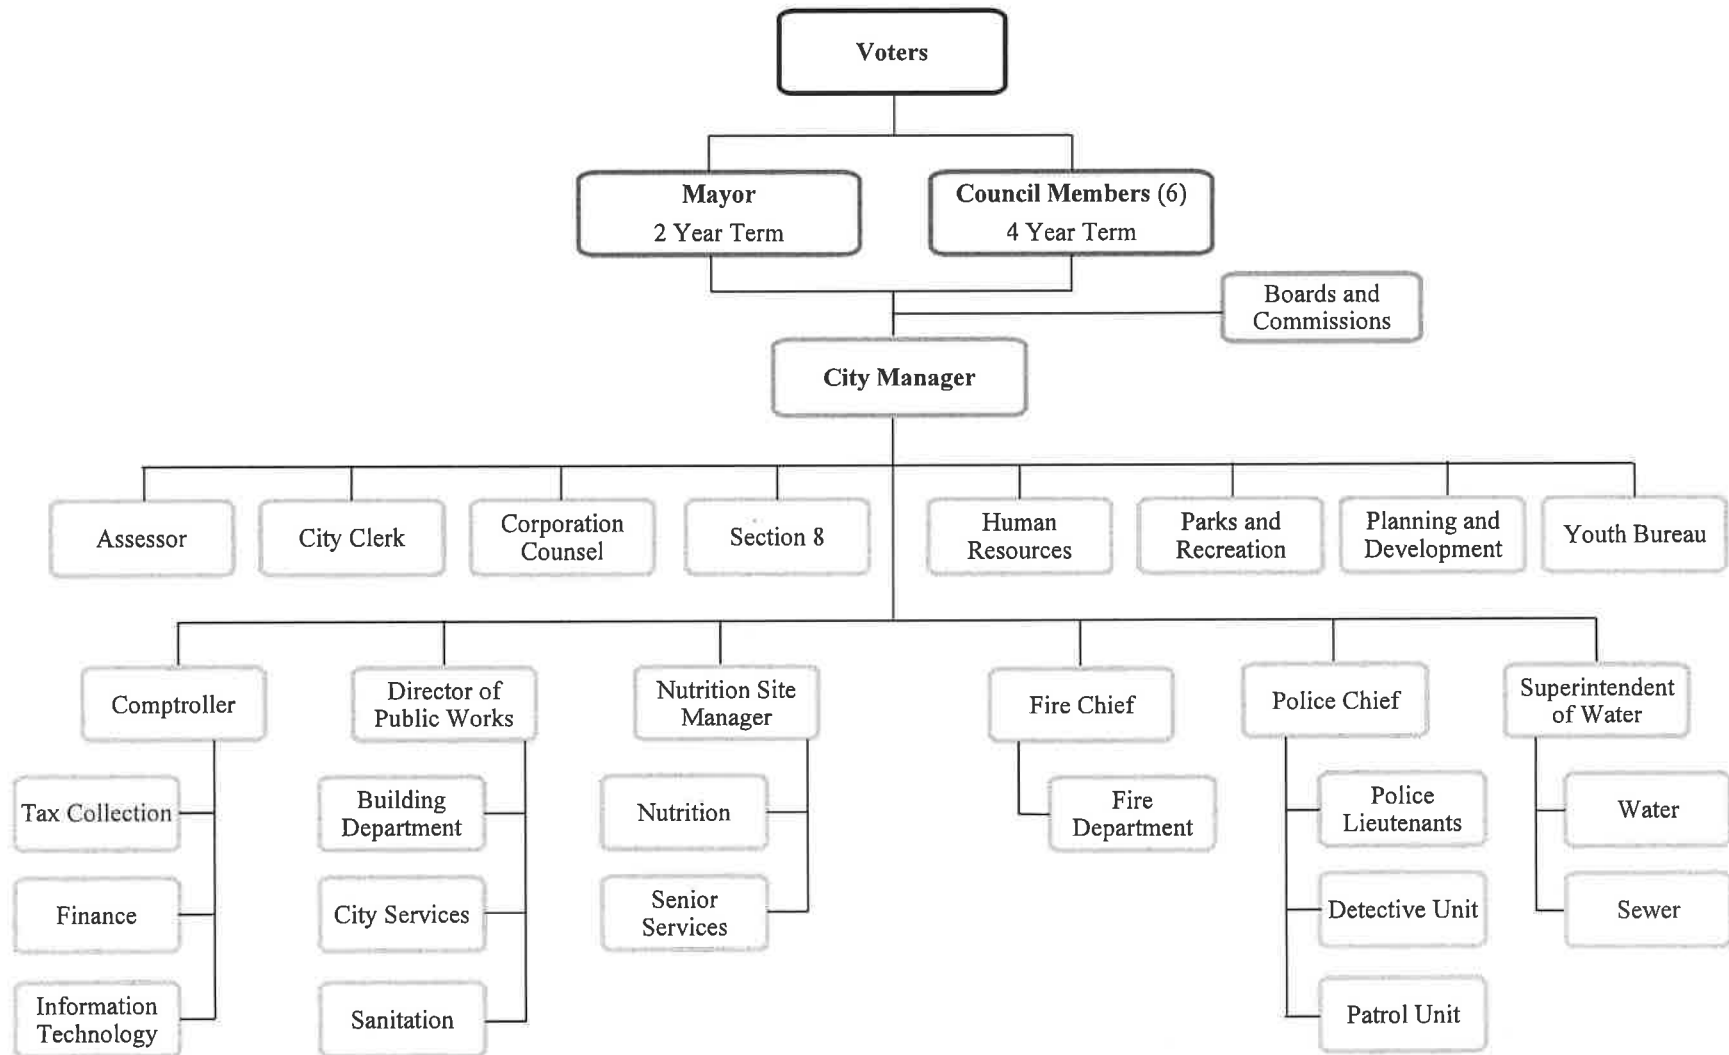 Voters
Mayor
2 Year Term
Council Members (6)
4 Year Term
Boards and
Commissions
City Manager
Assessor
City Clerk
Corporation
Counsel
Section 8
Human
Resources
Parks and
Recreation
Planning and
Development
Youth Bureau
Comptroller
Director of
Public Works
Nutrition Site
Manager
Fire Chief
Police Chief
Superintendent
of Water
Tax Collection
Building
Department
Nutrition
Fire
Department
Police
Lieutenants
Water
Finance
City Services
Senior
Services
Detective Unit
Sewer
Information
Technology
Sanitation
Patrol Unit